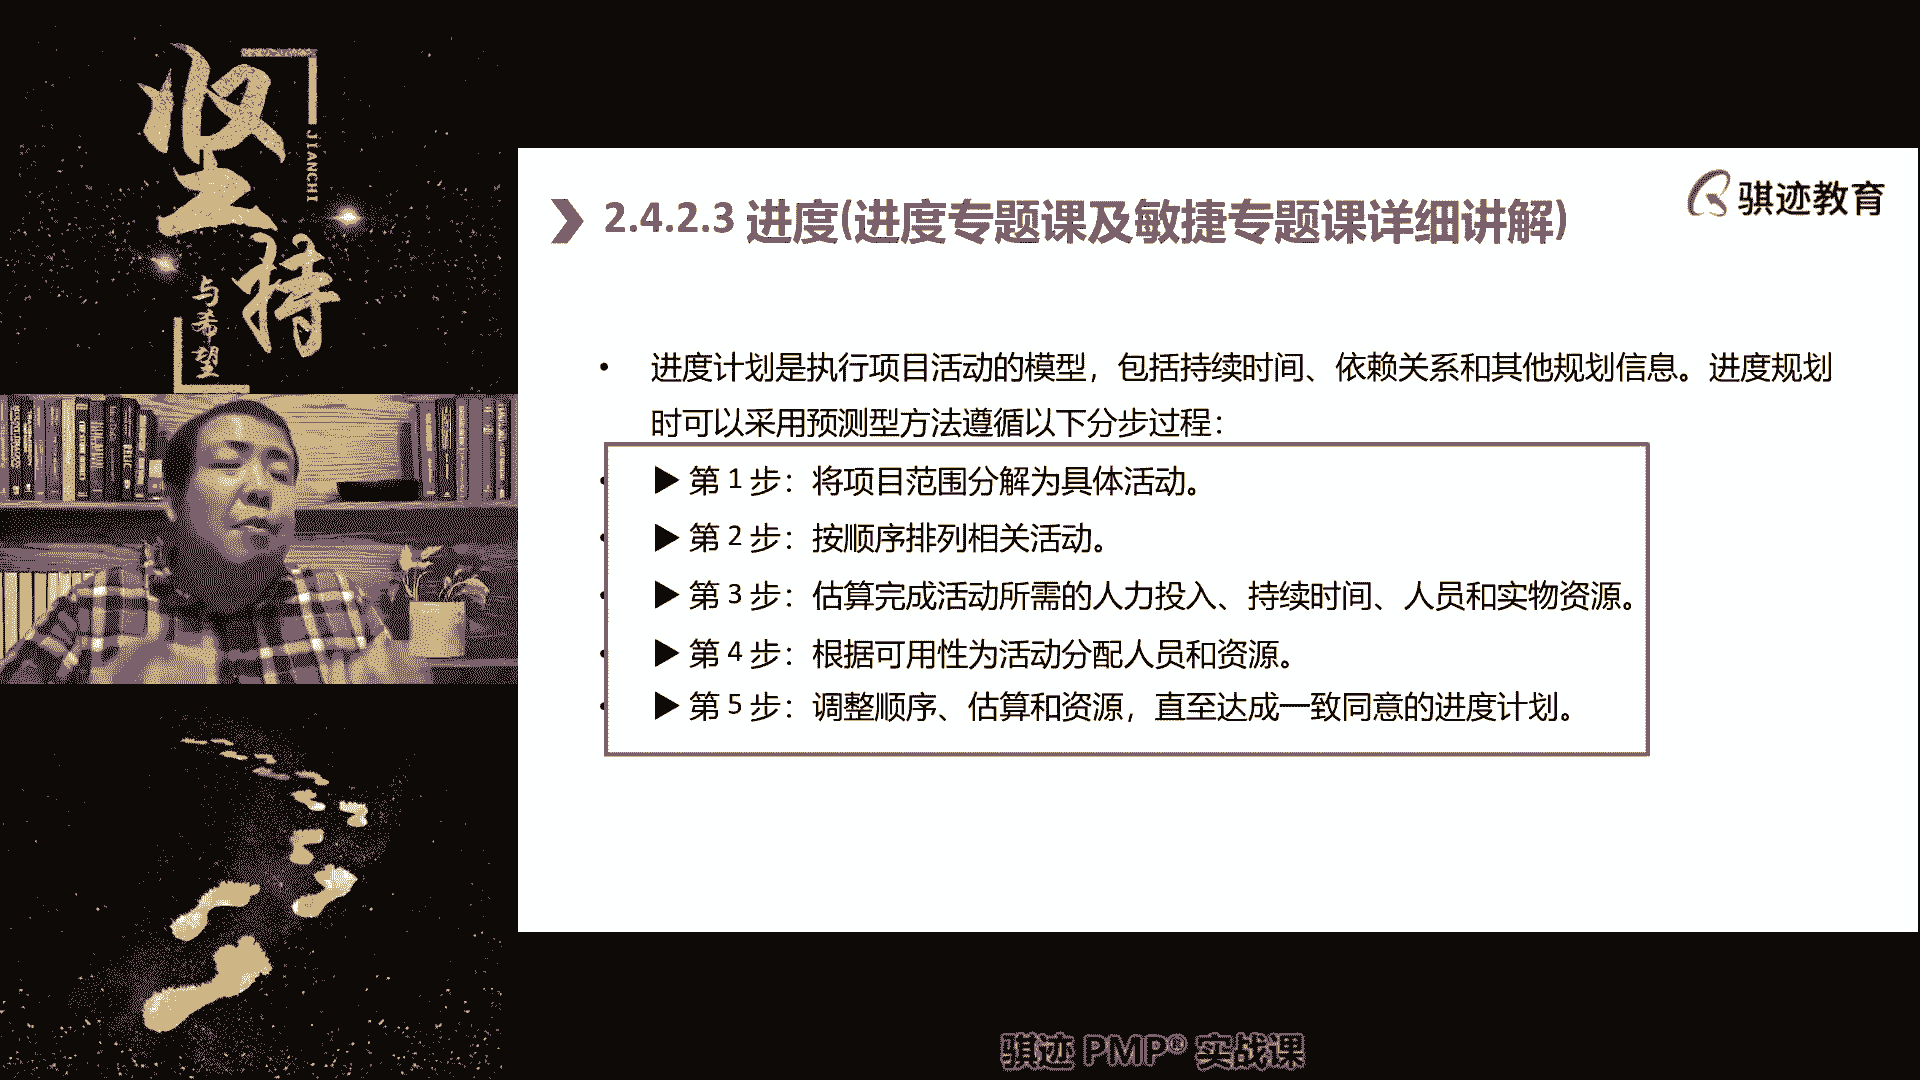 坚持
JIANCHI
与希望
骐迹教育
2.4.2.3 进度(进度专题课及敏捷专题课详细讲解)
• 进度计划是执行项目活动的模型，包括持续时间、依赖关系和其他规划信息。进度规划
时可以采用预测型方法遵循以下分步过程：
▶ 第 1 步：将项目范围分解为具体活动。
▶ 第 2 步：按顺序排列相关活动。
▶ 第 3 步：估算完成活动所需的人力投入、持续时间、人员和实物资源。
▶ 第 4 步：根据可用性为活动分配人员和资源。
▶ 第 5 步：调整顺序、估算和资源，直至达成一致同意的进度计划。
骐迹 PMP® 实战课